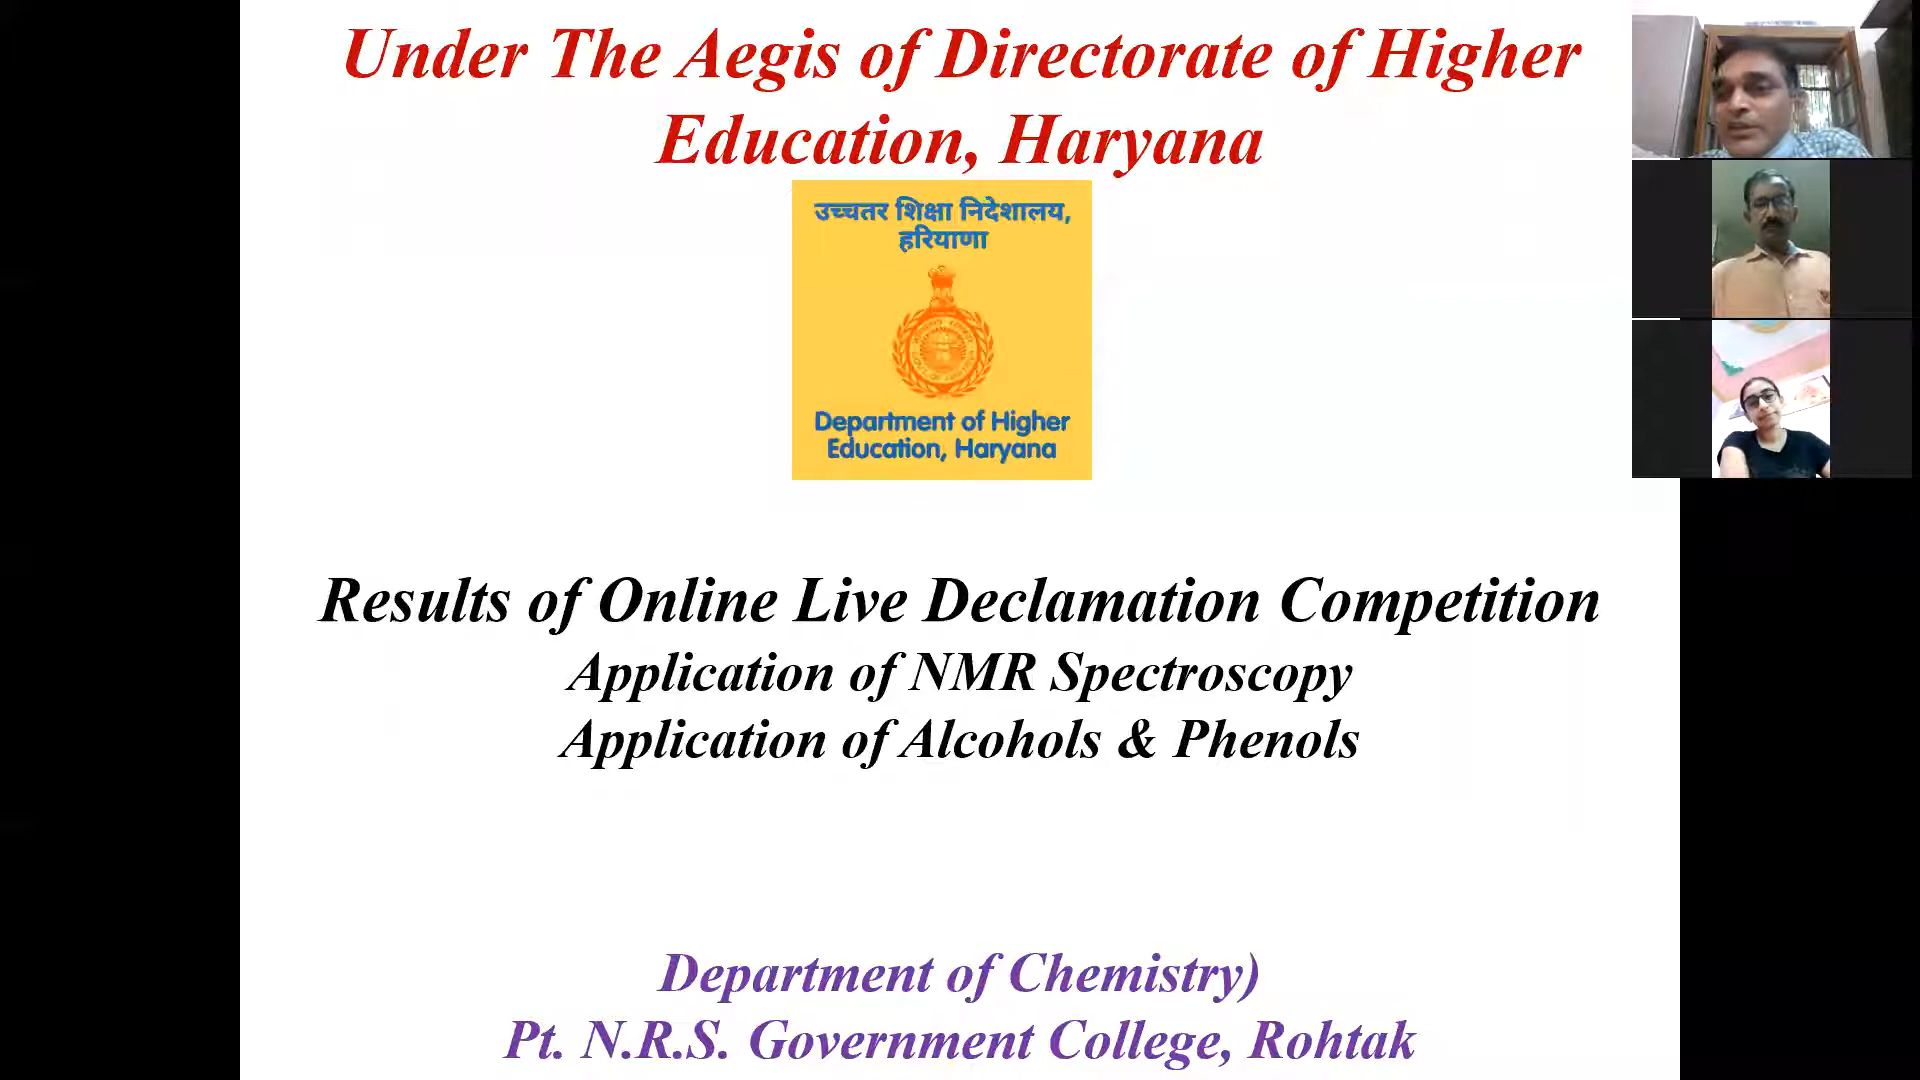 Under The Aegis of Directorate of Higher
Education, Haryana
उच्चतर शिक्षा निदेशालय,
हरियाणा
Department of Higher
Education, Haryana
Results of Online Live Declamation Competition
Application of NMR Spectroscopy
Application of Alcohols & Phenols
Department of Chemistry)
Pt. N.R.S. Government College, Rohtak